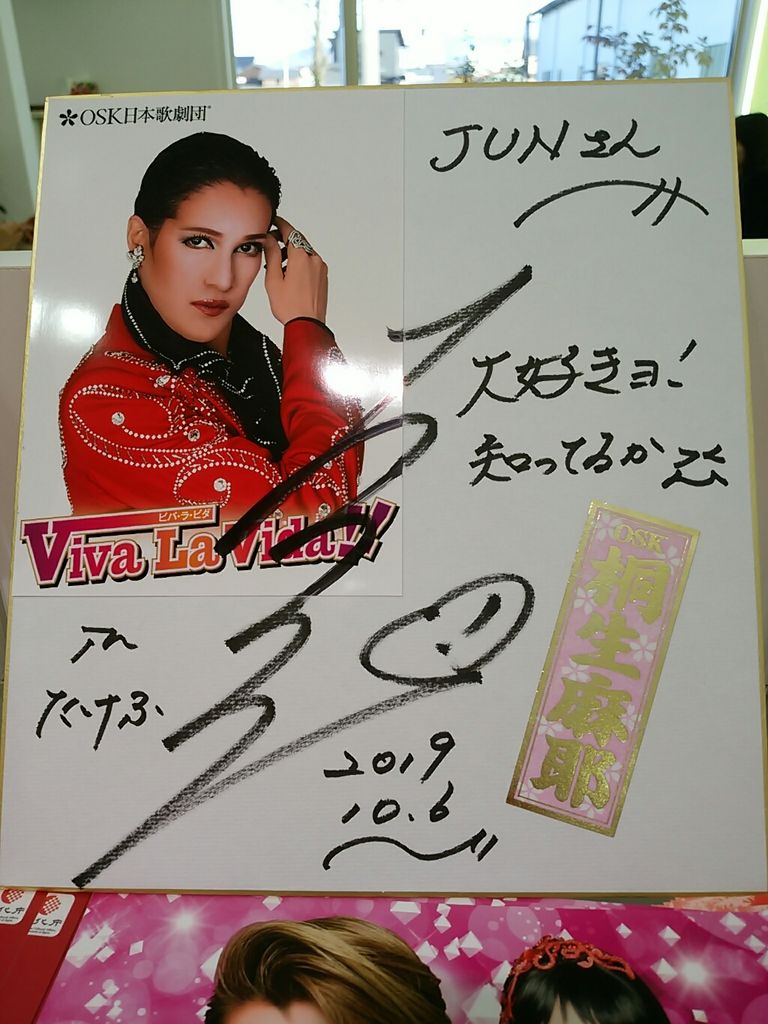 OSK日本歌劇団
JUNさん
大好きヨ!
知ってるか
ビバ・ラ・ビダ
Viva La Vida!!
OSK
桐生麻耶
In
たけふ
2019
10.6